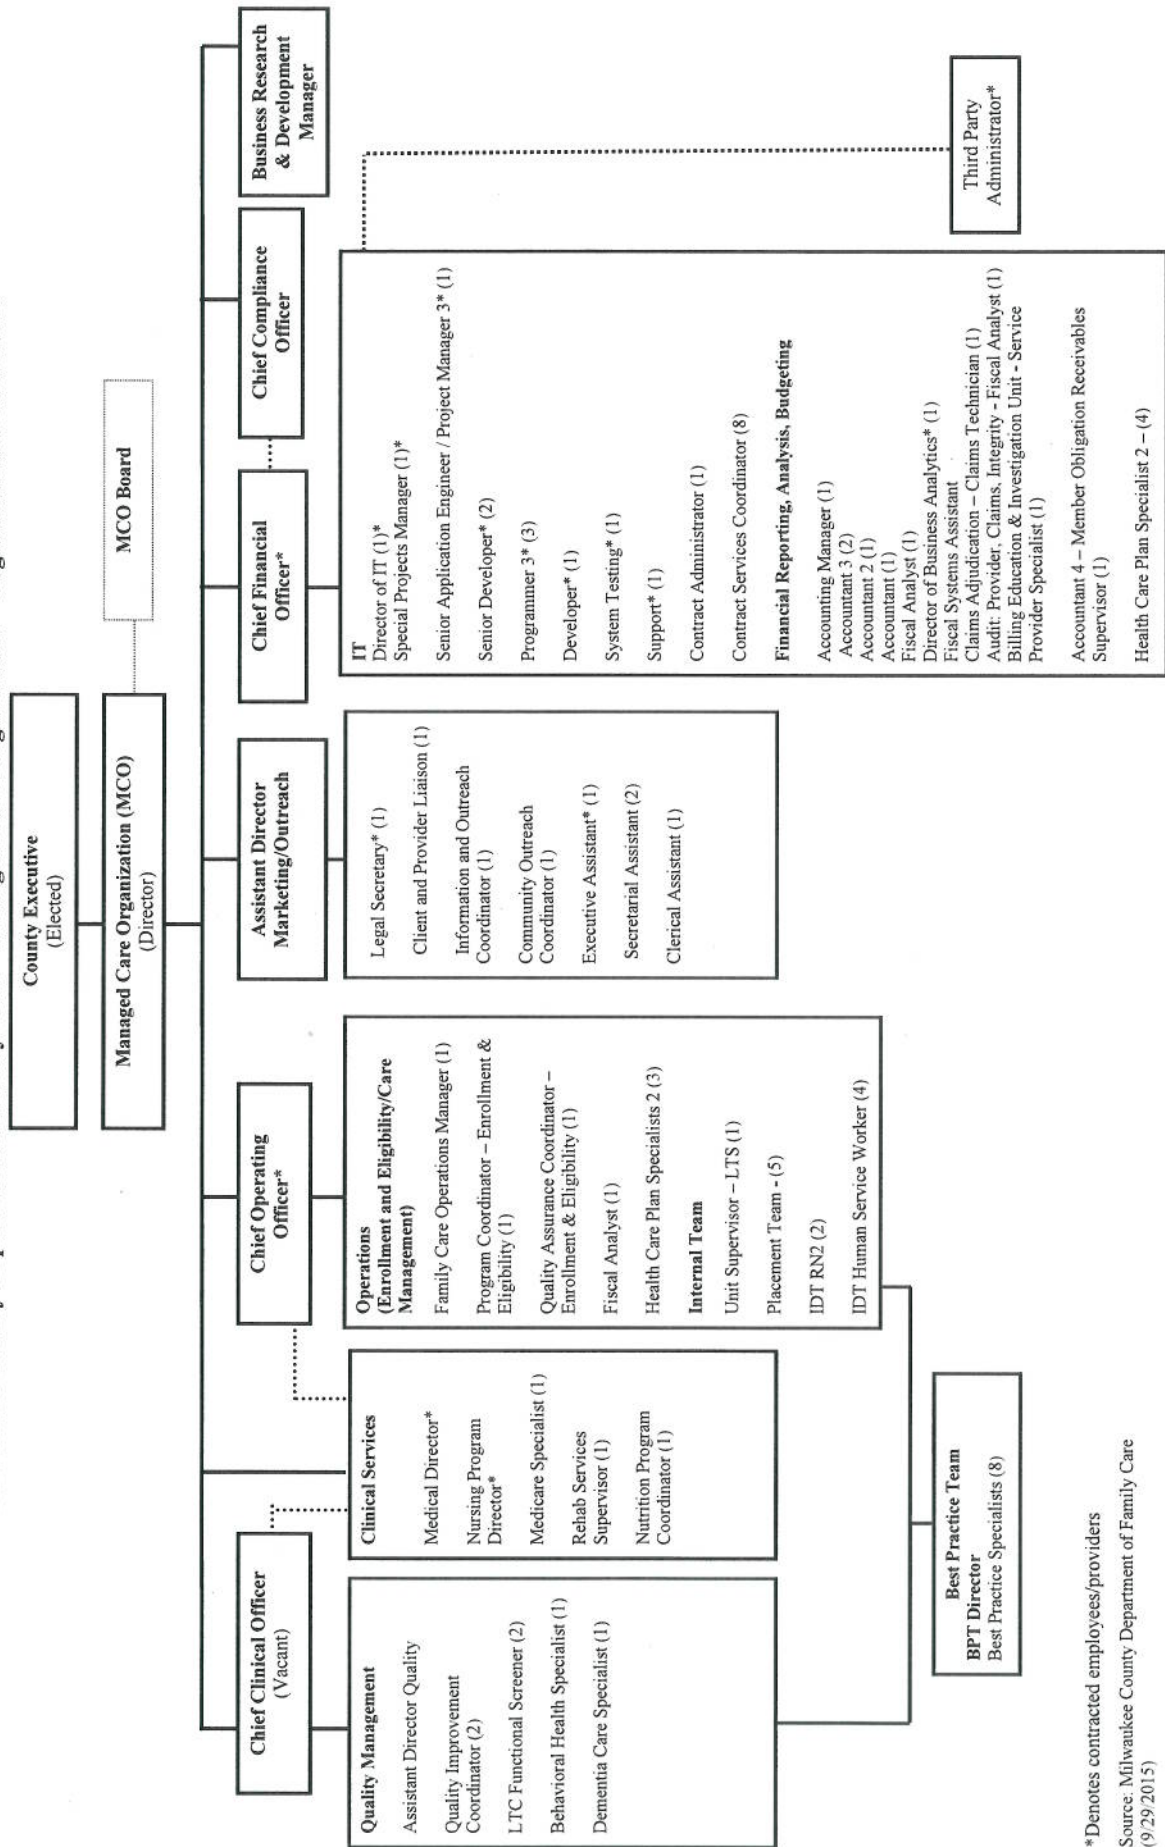 County Executive
(Elected)
Managed Care Organization (MCO)
(Director)
MCO Board
Chief Clinical Officer
(Vacant)
Chief Operating
Officer*
Assistant Director
Marketing/Outreach
Chief Financial
Officer*
Chief Compliance
Officer
Business Research
& Development
Manager
Quality Management
Assistant Director Quality
Quality Improvement
Coordinator (2)
LTC Functional Screener (2)
Behavioral Health Specialist (1)
Dementia Care Specialist (1)
Clinical Services
Medical Director*
Nursing Program
Director*
Medicare Specialist (1)
Rehab Services
Supervisor (1)
Nutrition Program
Coordinator (1)
Operations
(Enrollment and Eligibility/Care
Management)
Family Care Operations Manager (1)
Program Coordinator – Enrollment &
Eligibility (1)
Quality Assurance Coordinator –
Enrollment & Eligibility (1)
Fiscal Analyst (1)
Health Care Plan Specialists 2 (3)
Internal Team
Unit Supervisor – LTS (1)
Placement Team - (5)
IDT RN2 (2)
IDT Human Service Worker (4)
Legal Secretary* (1)
Client and Provider Liaison (1)
Information and Outreach
Coordinator (1)
Community Outreach
Coordinator (1)
Executive Assistant* (1)
Secretarial Assistant (2)
Clerical Assistant (1)
IT
Director of IT (1)*
Special Projects Manager (1)*
Senior Application Engineer / Project Manager 3* (1)
Senior Developer* (2)
Programmer 3* (3)
Developer* (1)
System Testing* (1)
Support* (1)
Contract Administrator (1)
Contract Services Coordinator (8)
Financial Reporting, Analysis, Budgeting
Accounting Manager (1)
Accountant 3 (2)
Accountant 2 (1)
Accountant (1)
Fiscal Analyst (1)
Director of Business Analytics* (1)
Fiscal Systems Assistant
Claims Adjudication – Claims Technician (1)
Audit: Provider, Claims, Integrity - Fiscal Analyst (1)
Billing Education & Investigation Unit - Service
Provider Specialist (1)
Accountant 4 – Member Obligation Receivables
Supervisor (1)
Health Care Plan Specialist 2 – (4)
Third Party
Administrator*
Best Practice Team
BPT Director
Best Practice Specialists (8)
*Denotes contracted employees/providers
Source: Milwaukee County Department of Family Care
(9/29/2015)